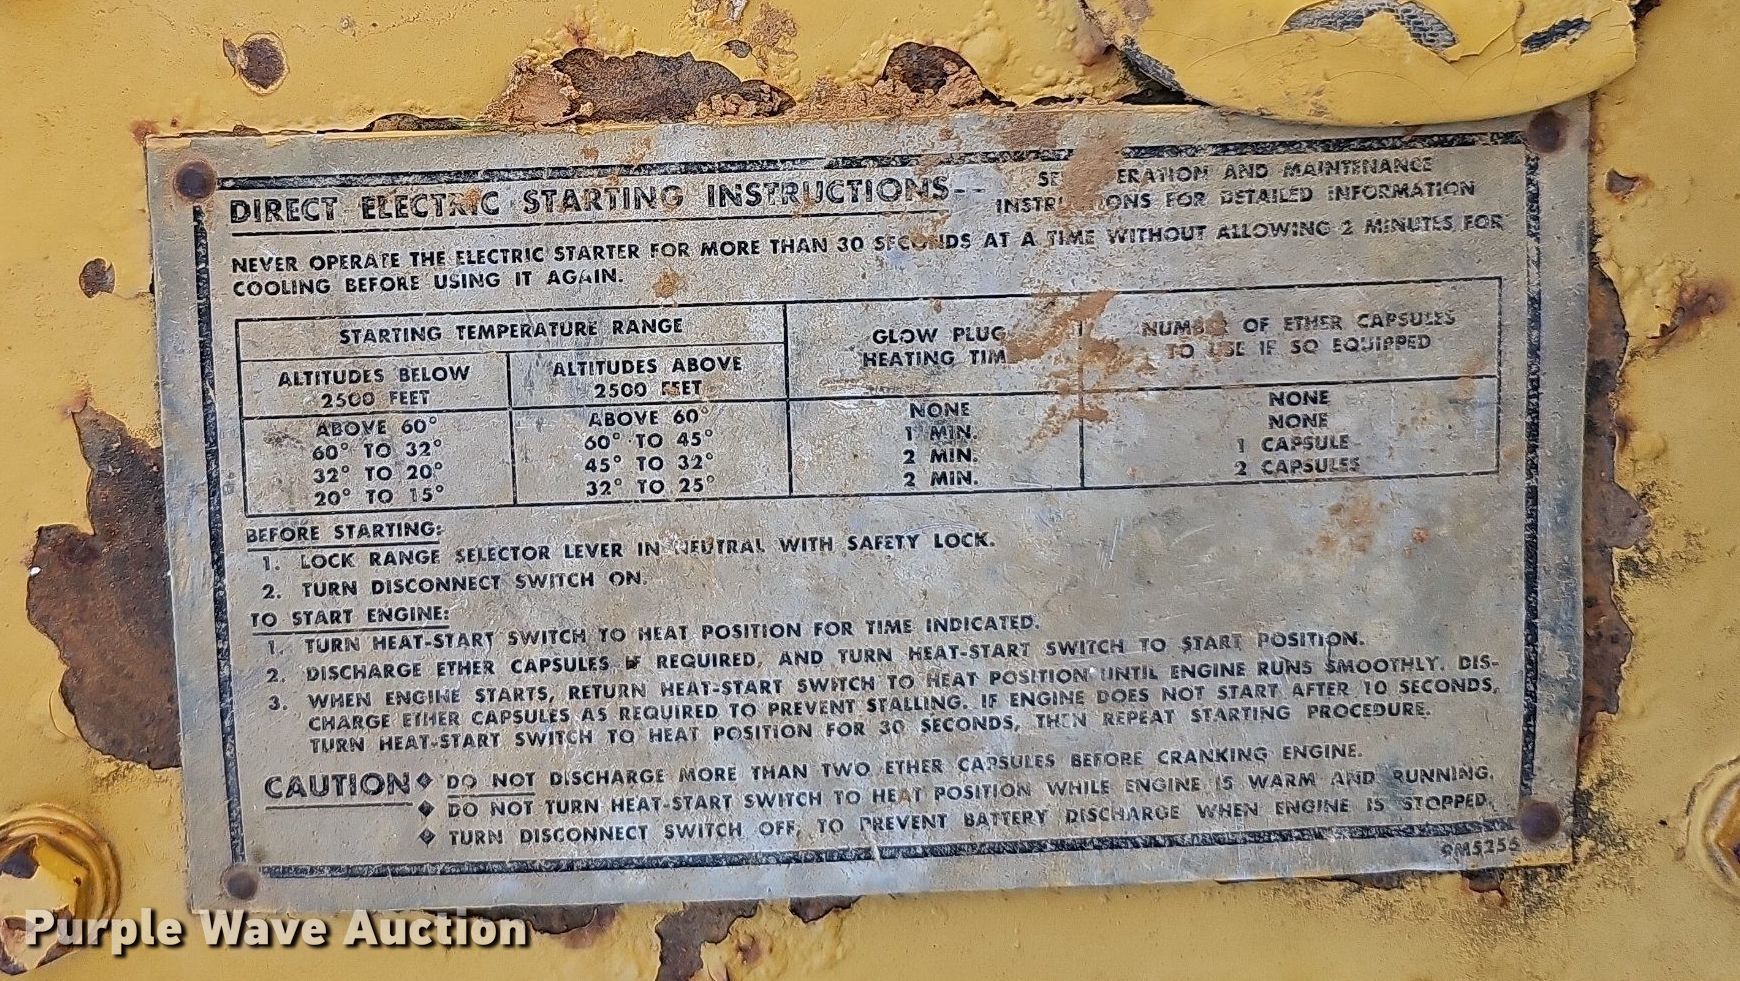 DIRECT ELECTRIC STARTING INSTRUCTIONS--
ERATION AND MAINTENANCE
INSTR ONS FOR DETAILED INFORMATION
NEVER OPERATE THE ELECTRIC STARTER FOR MORE THAN 30 SECONDS AT A TIME WITHOUT ALLOWING 2 MINUTES FOR
COOLING BEFORE USING IT AGAIN.
STARTING TEMPERATURE RANGE
ALTITUDES BELOW
2500 FEET
ALTITUDES ABOVE
2500 FEET
GLOW PLUG
HEATING TIM
NUMBER OF ETHER CAPSULES
TO USE IF SO EQUIPPED
ABOVE 60° ABOVE 60° NONE NONE
60° TO 32° 60° TO 45° 1 MIN. NONE
32° TO 20° 45° TO 32° 2 MIN. 1 CAPSULE
20° TO 15° 32° TO 25° 2 MIN. 2 CAPSULES
BEFORE STARTING:
1. LOCK RANGE SELECTOR LEVER IN NEUTRAL WITH SAFETY LOCK.
2. TURN DISCONNECT SWITCH ON.
TO START ENGINE:
1. TURN HEAT-START SWITCH TO HEAT POSITION FOR TIME INDICATED.
2. DISCHARGE ETHER CAPSULES IF REQUIRED, AND TURN HEAT-START SWITCH TO START POSITION.
3. WHEN ENGINE STARTS, RETURN HEAT-START SWITCH TO HEAT POSITION UNTIL ENGINE RUNS SMOOTHLY. DIS-
CHARGE ETHER CAPSULES AS REQUIRED TO PREVENT STALLING. IF ENGINE DOES NOT START AFTER 10 SECONDS,
TURN HEAT-START SWITCH TO HEAT POSITION FOR 30 SECONDS, THEN REPEAT STARTING PROCEDURE.
CAUTION ◆ DO NOT DISCHARGE MORE THAN TWO ETHER CAPSULES BEFORE CRANKING ENGINE.
◆ DO NOT TURN HEAT-START SWITCH TO HEAT POSITION WHILE ENGINE IS WARM AND RUNNING.
◆ TURN DISCONNECT SWITCH OFF, TO PREVENT BATTERY DISCHARGE WHEN ENGINE IS STOPPED.
9M5255
Purple Wave Auction